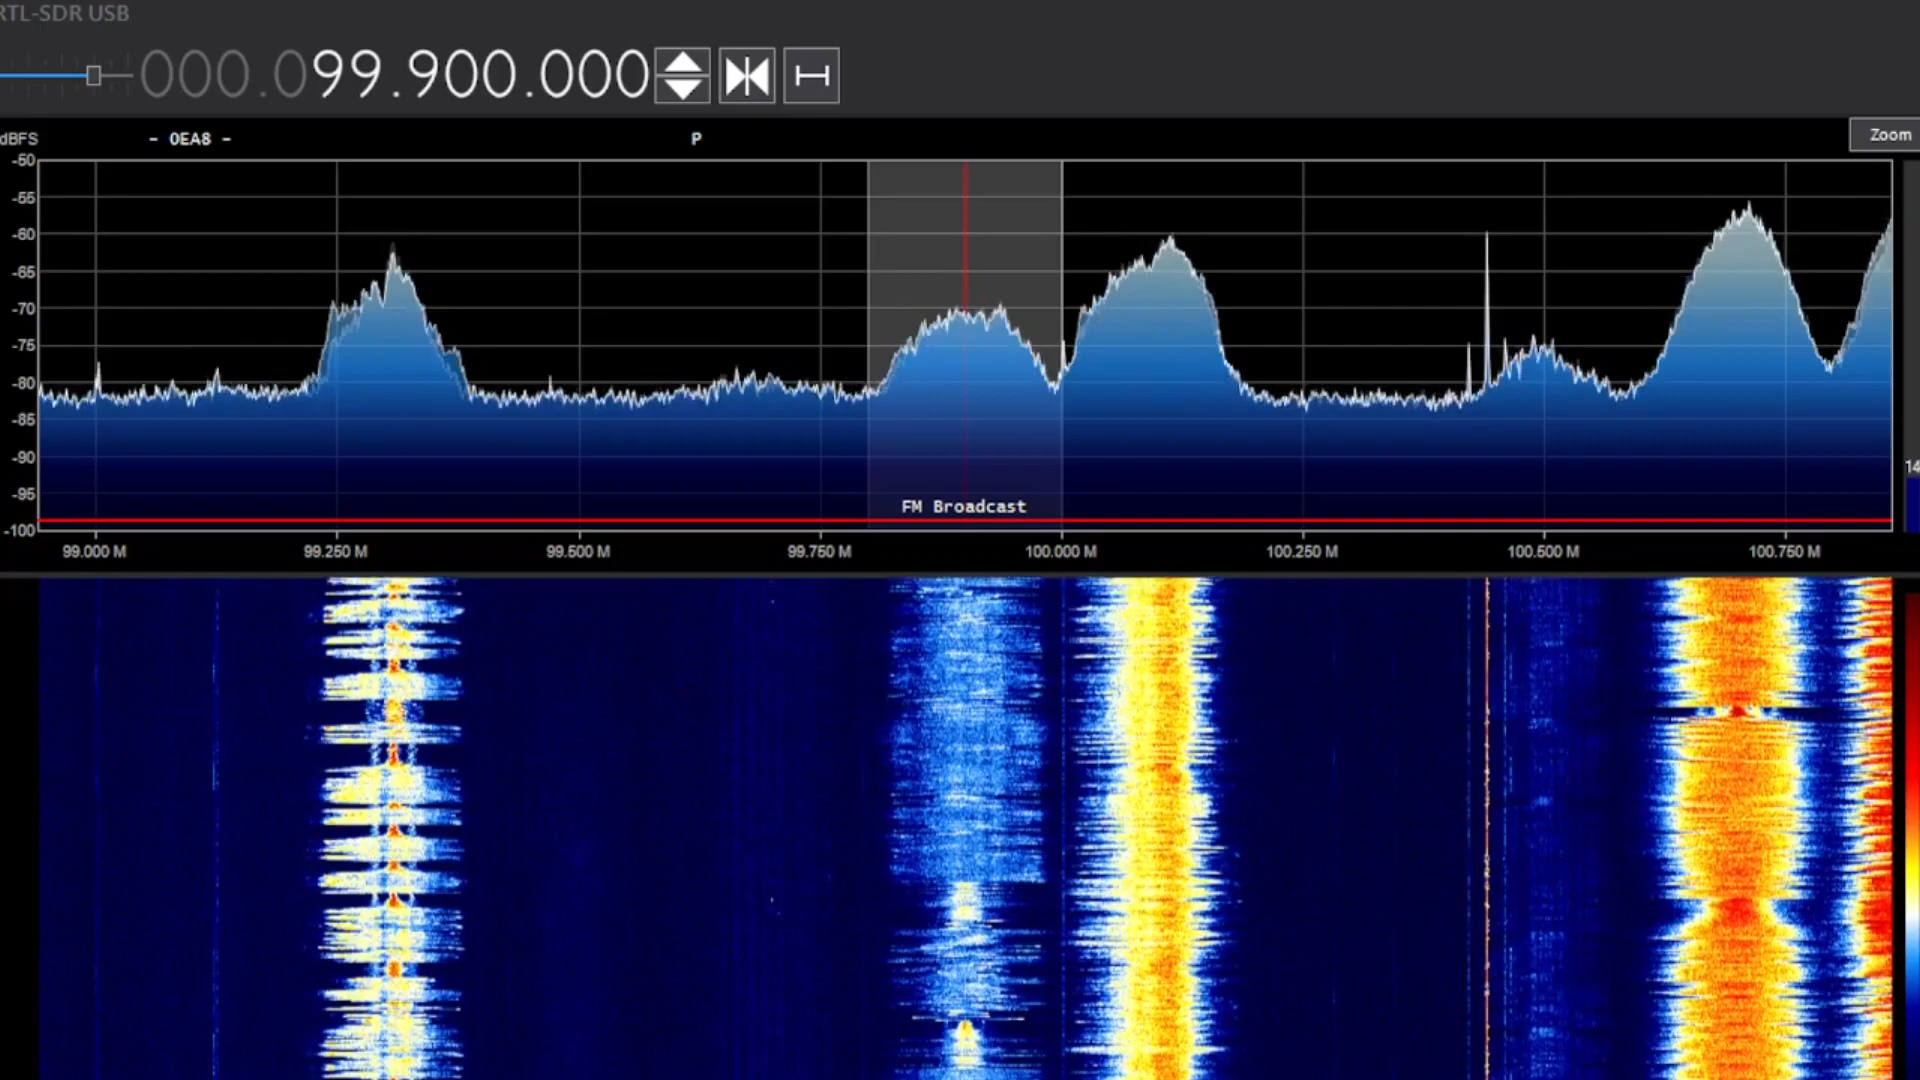 RTL-SDR USB
000.099.900.000
dBFS
- 0EA8 -
P
Zoom
-50
-55
-60
-65
-70
-75
-80
-85
-90
-95
-100
14
FM Broadcast
99.000 M 99.250 M 99.500 M 99.750 M 100.000 M 100.250 M 100.500 M 100.750 M